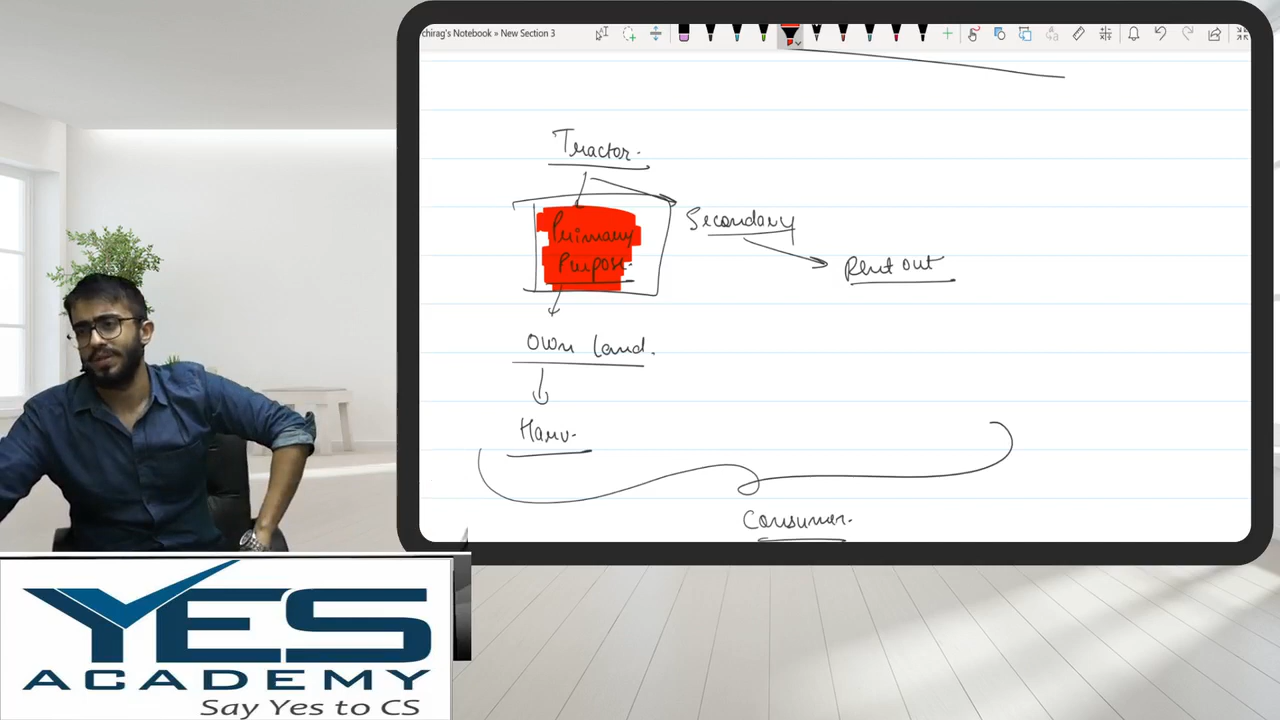 chirag's Notebook » New Section 3
Tractor.
Primary
Purpose.
Secondary
Rent out
Own land.
Harv.
Consumer.
YES
ACADEMY
Say Yes to CS